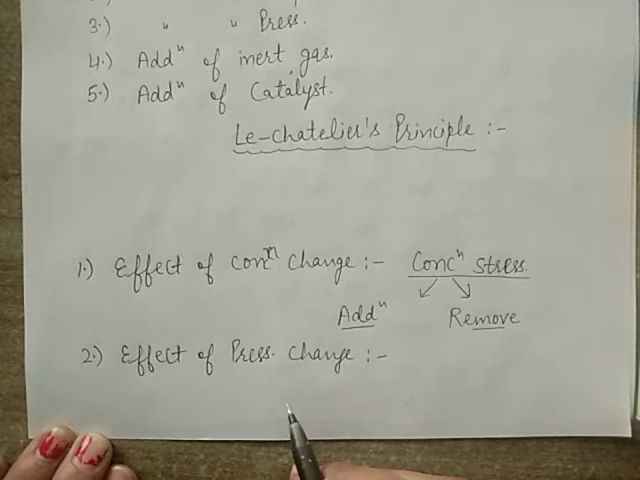 3.) " " Press.
4.) Addⁿ of inert gas.
5.) Addⁿ of Catalyst.
Le-chatelier's Principle :-
1.) Effect of concⁿ Change :- Concⁿ stress.
Addⁿ Remove
2.) Effect of Press. Change :-